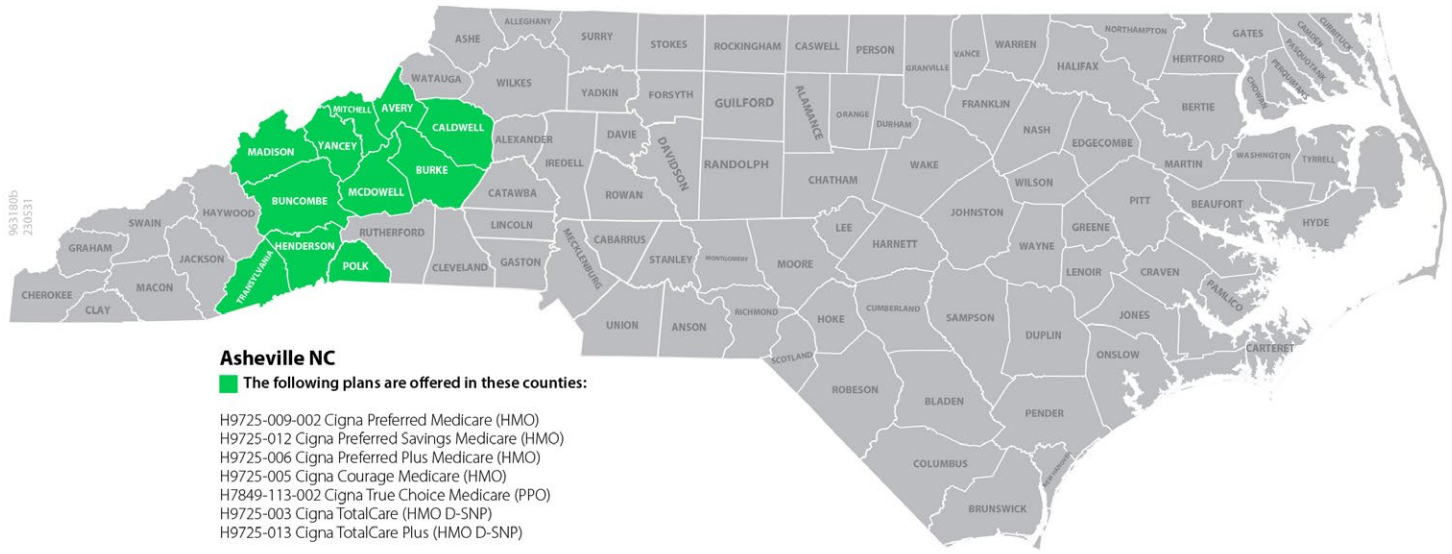 ALLEGHANY
ASHE
SURRY
STOKES
ROCKINGHAM
CASWELL
PERSON
GRANVILLE
VANCE
WARREN
NORTHAMPTON
HALIFAX
HERTFORD
GATES
CAMDEN
CURRITUCK
PASQUOTANK
PERQUIMANS
CHOWAN
WATAUGA
WILKES
YADKIN
FORSYTH
GUILFORD
ALAMANCE
ORANGE
DURHAM
FRANKLIN
NASH
EDGECOMBE
BERTIE
MARTIN
WASHINGTON
TYRRELL
MITCHELL
AVERY
CALDWELL
ALEXANDER
DAVIE
IREDELL
DAVIDSON
RANDOLPH
CHATHAM
WAKE
WILSON
PITT
BEAUFORT
HYDE
MADISON
YANCEY
BURKE
MCDOWELL
BUNCOMBE
CATAWBA
ROWAN
LINCOLN
963180b
230531
HAYWOOD
SWAIN
GRAHAM
JACKSON
CHEROKEE
MACON
CLAY
TRANSYLVANIA
HENDERSON
POLK
RUTHERFORD
CLEVELAND
GASTON
MECKLENBURG
CABARRUS
STANLEY
MONTGOMERY
MOORE
LEE
HARNETT
JOHNSTON
WAYNE
GREENE
LENOIR
CRAVEN
PAMLICO
JONES
CARTERET
ONSLOW
UNION
ANSON
RICHMOND
SCOTLAND
HOKE
CUMBERLAND
SAMPSON
DUPLIN
ROBESON
BLADEN
PENDER
COLUMBUS
NEW HANOVER
BRUNSWICK
Asheville NC
The following plans are offered in these counties:
H9725-009-002 Cigna Preferred Medicare (HMO)
H9725-012 Cigna Preferred Savings Medicare (HMO)
H9725-006 Cigna Preferred Plus Medicare (HMO)
H9725-005 Cigna Courage Medicare (HMO)
H7849-113-002 Cigna True Choice Medicare (PPO)
H9725-003 Cigna TotalCare (HMO D-SNP)
H9725-013 Cigna TotalCare Plus (HMO D-SNP)